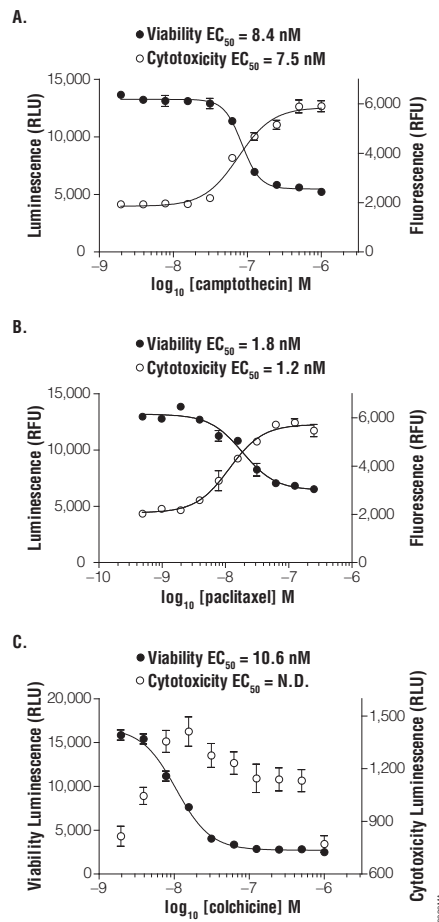 A.
Viability EC50 = 8.4 nM
Cytotoxicity EC50 = 7.5 nM
15,000
10,000
5,000
0
Luminescence (RLU)
6,000
4,000
2,000
0
Fluorescence (RFU)
–9
–8
–7
–6
log10 [camptothecin] M
B.
Viability EC50 = 1.8 nM
Cytotoxicity EC50 = 1.2 nM
15,000
10,000
5,000
0
Luminescence (RFU)
6,000
4,000
2,000
0
Fluorescence (RFU)
–10
–9
–8
–7
–6
log10 [paclitaxel] M
C.
Viability EC50 = 10.6 nM
Cytotoxicity EC50 = N.D.
20,000
15,000
10,000
5,000
0
Viability Luminescence (RLU)
1,500
1,200
900
600
Cytotoxicity Luminescence (RLU)
–9
–8
–7
–6
log10 [colchicine] M